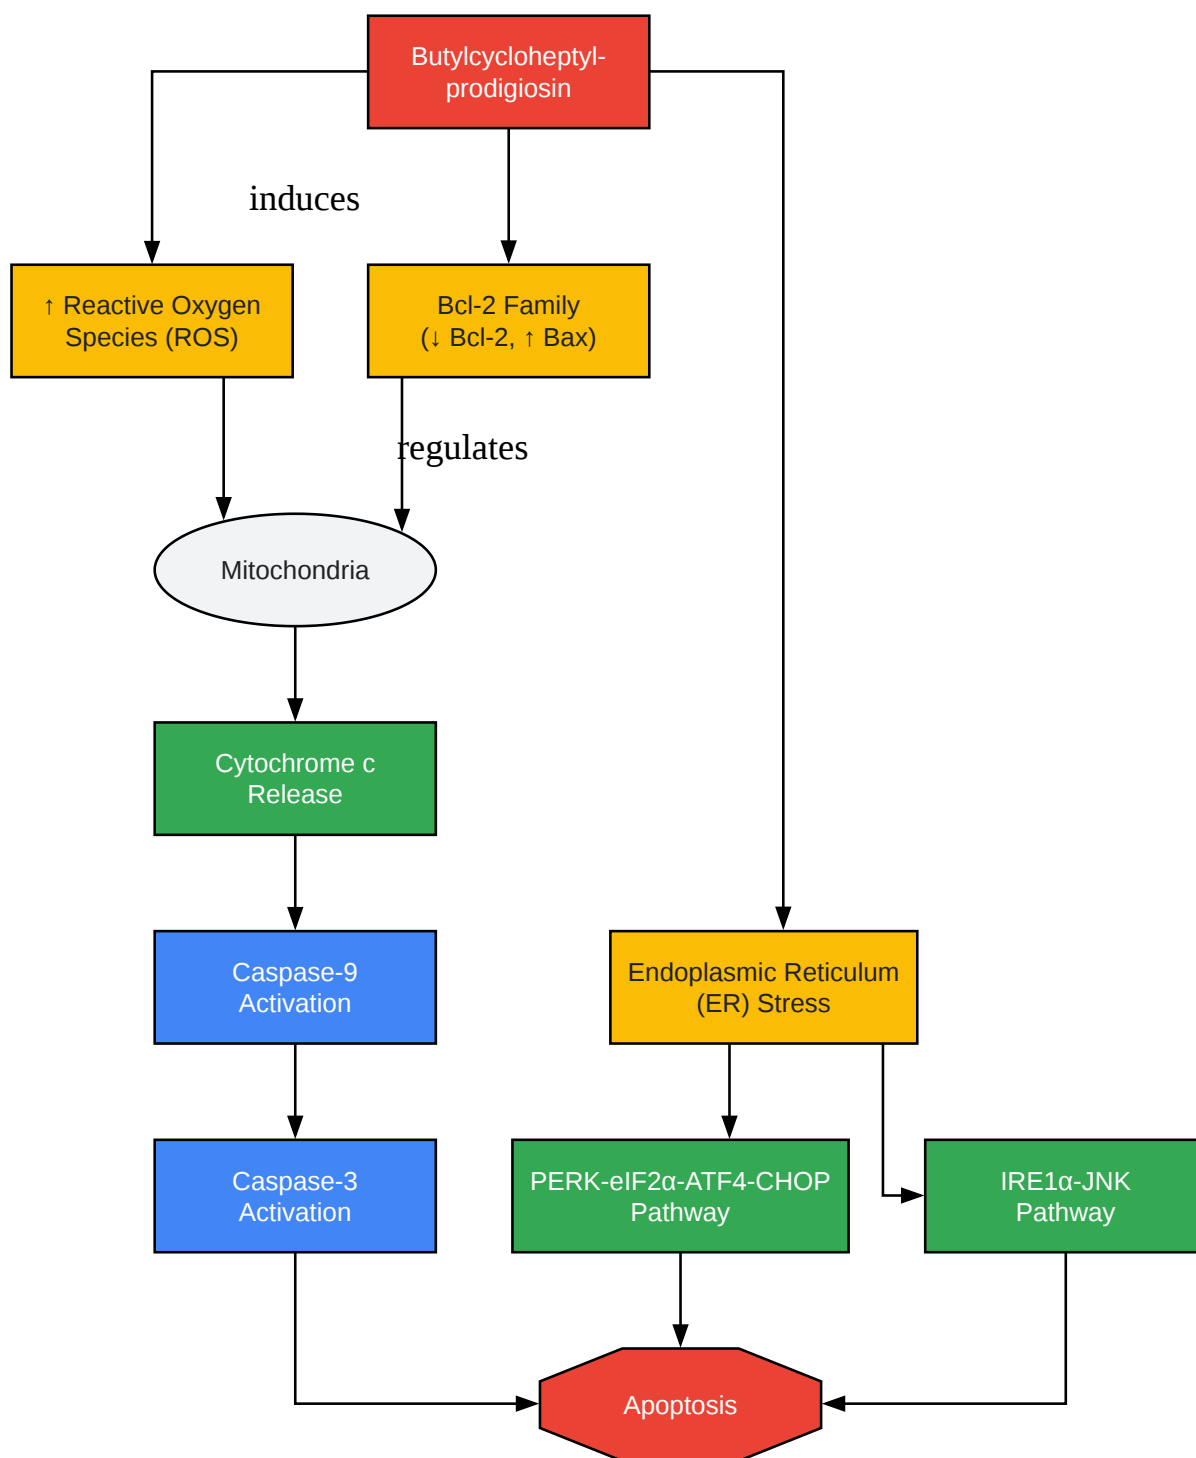 Butylcycloheptyl-
prodigiosin
induces
↑ Reactive Oxygen
Species (ROS)
Bcl-2 Family
(↓ Bcl-2, ↑ Bax)
regulates
Mitochondria
Cytochrome c
Release
Caspase-9
Activation
Endoplasmic Reticulum
(ER) Stress
Caspase-3
Activation
PERK-eIF2α-ATF4-CHOP
Pathway
IRE1α-JNK
Pathway
Apoptosis